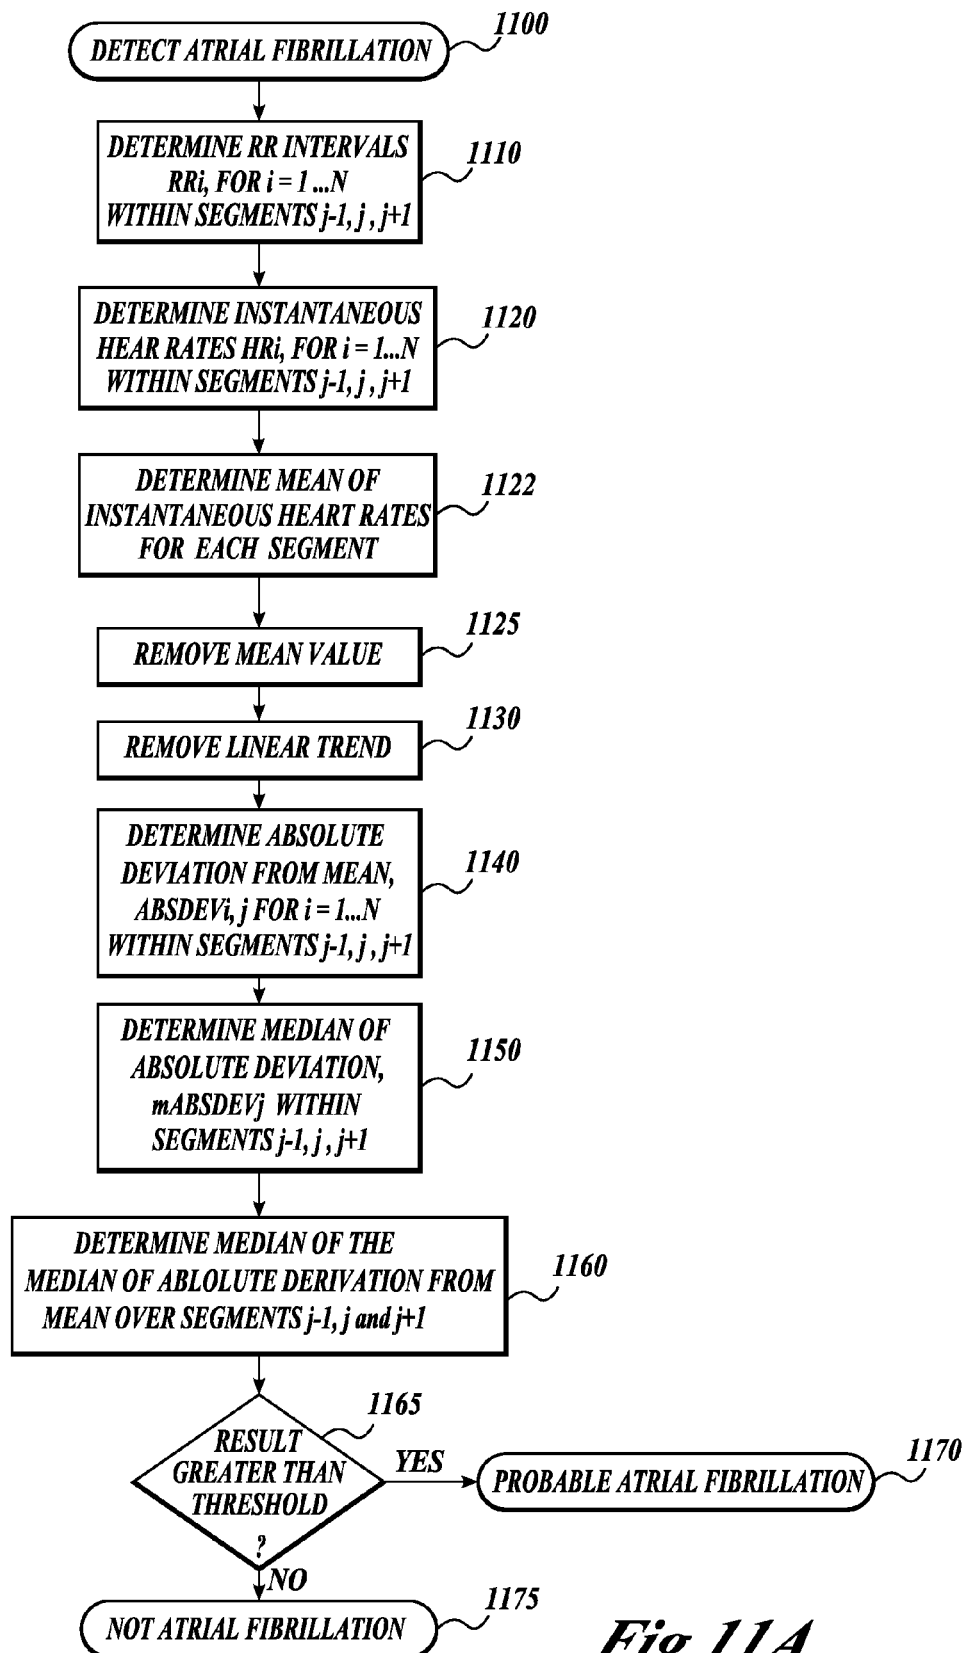 1100
DETECT ATRIAL FIBRILLATION
DETERMINE RR INTERVALS
RRi, FOR i = 1 ...N
WITHIN SEGMENTS j-1, j , j+1
1110
DETERMINE INSTANTANEOUS
HEAR RATES HRi, FOR i = 1...N
WITHIN SEGMENTS j-1, j , j+1
1120
DETERMINE MEAN OF
INSTANTANEOUS HEART RATES
FOR EACH SEGMENT
1122
REMOVE MEAN VALUE
1125
REMOVE LINEAR TREND
1130
DETERMINE ABSOLUTE
DEVIATION FROM MEAN,
ABSDEVi, j FOR i = 1...N
WITHIN SEGMENTS j-1, j , j+1
1140
DETERMINE MEDIAN OF
ABSOLUTE DEVIATION,
mABSDEVj WITHIN
SEGMENTS j-1, j , j+1
1150
DETERMINE MEDIAN OF THE
MEDIAN OF ABLOLUTE DERIVATION FROM
MEAN OVER SEGMENTS j-1, j and j+1
1160
RESULT
GREATER THAN
THRESHOLD
?
1165
YES
PROBABLE ATRIAL FIBRILLATION
1170
NO
NOT ATRIAL FIBRILLATION
1175
Fig. 11A